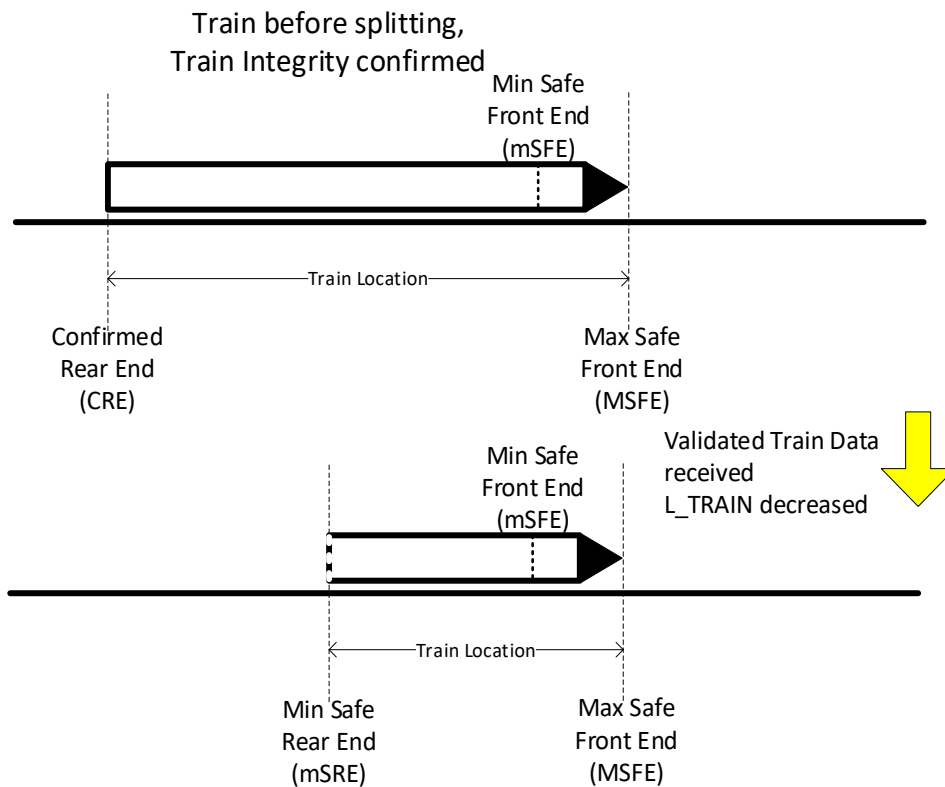 Train before splitting,
Train Integrity confirmed
Min Safe
Front End
(mSFE)
Train Location
Confirmed
Rear End
(CRE)
Max Safe
Front End
(MSFE)
Validated Train Data
received
L_TRAIN decreased
Min Safe
Front End
(mSFE)
Train Location
Min Safe
Rear End
(mSRE)
Max Safe
Front End
(MSFE)